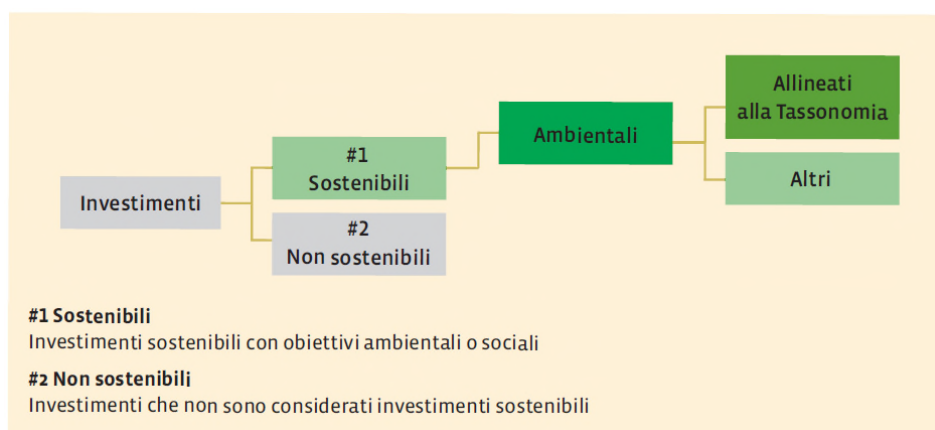 Investimenti
#1
Sostenibili
#2
Non sostenibili
Ambientali
Allineati
alla Tassonomia
Altri
#1 Sostenibili
Investimenti sostenibili con obiettivi ambientali o sociali
#2 Non sostenibili
Investimenti che non sono considerati investimenti sostenibili